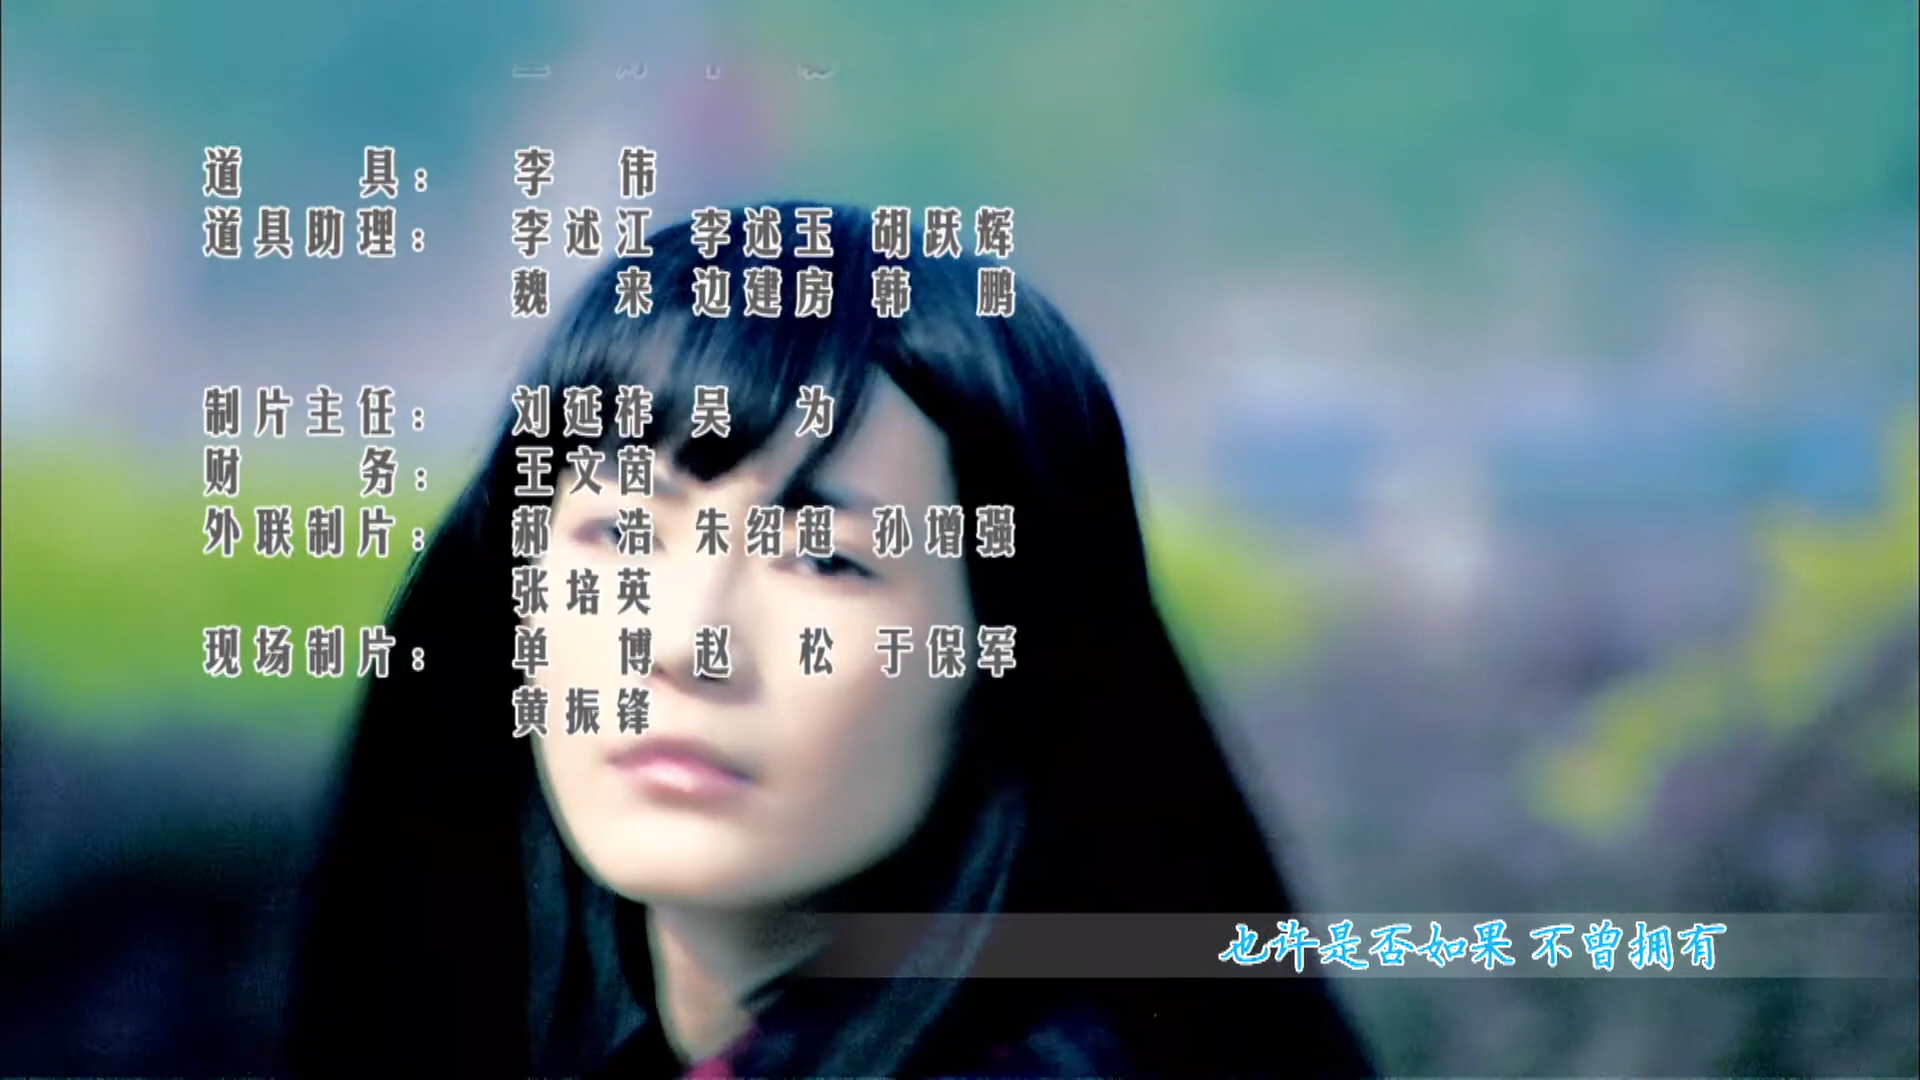 道具： 李伟
道具助理： 李述江 李述玉 胡跃辉
魏来 边建房 韩鹏
制片主任： 刘延祚 吴为
财务： 王文茵
外联制片： 郝浩 朱绍超 孙增强
张培英
现场制片： 单博 赵松 于保军
黄振锋
也许是否如果 不曾拥有